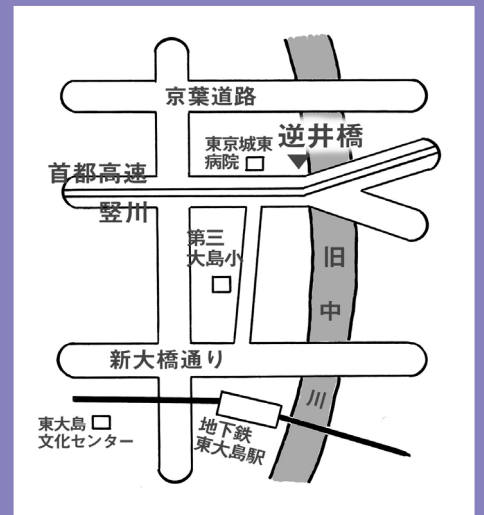 京葉道路
逆井橋
東京城東
病院
首都高速
竪川
第三
大島小
旧
中
川
新大橋通り
地下鉄
東大島駅
東大島
文化センター